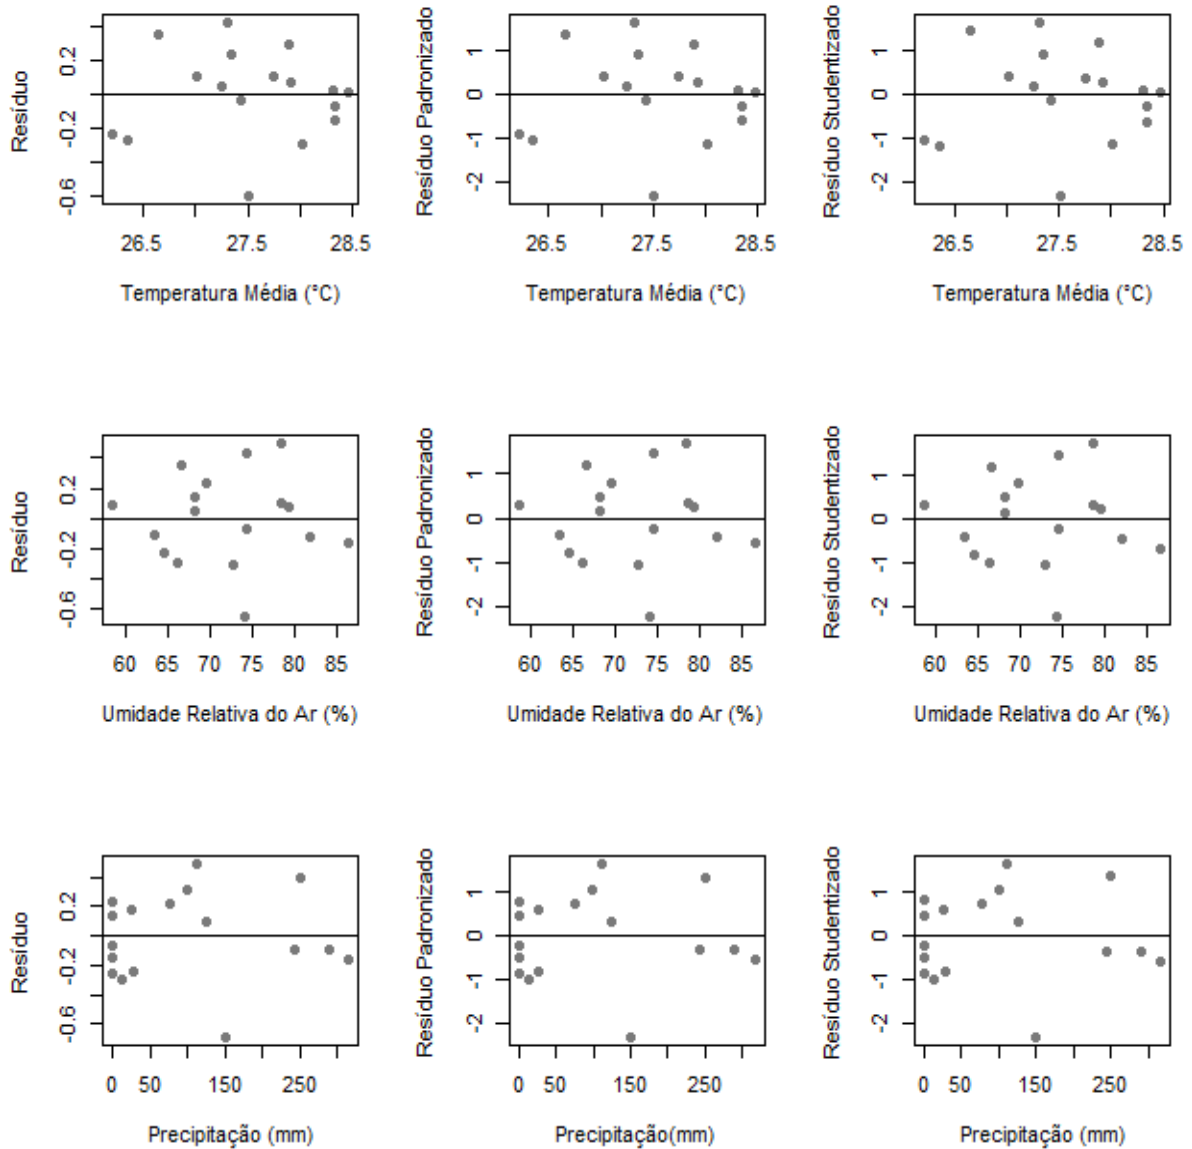 Resíduo
0.2
-0.2
-0.6
26.5 27.5 28.5
Temperatura Média (°C)
Resíduo Padronizado
1
0
-1
-2
26.5 27.5 28.5
Temperatura Média (°C)
Resíduo Studentizado
1
0
-1
-2
26.5 27.5 28.5
Temperatura Média (°C)
Resíduo
0.2
-0.2
-0.6
60 65 70 75 80 85
Umidade Relativa do Ar (%)
Resíduo Padronizado
1
0
-1
-2
60 65 70 75 80 85
Umidade Relativa do Ar (%)
Resíduo Studentizado
1
0
-1
-2
60 65 70 75 80 85
Umidade Relativa do Ar (%)
Resíduo
0.2
-0.2
-0.6
0 50 150 250
Precipitação (mm)
Resíduo Padronizado
1
0
-1
-2
0 50 150 250
Precipitação(mm)
Resíduo Studentizado
1
0
-1
-2
0 50 150 250
Precipitação (mm)